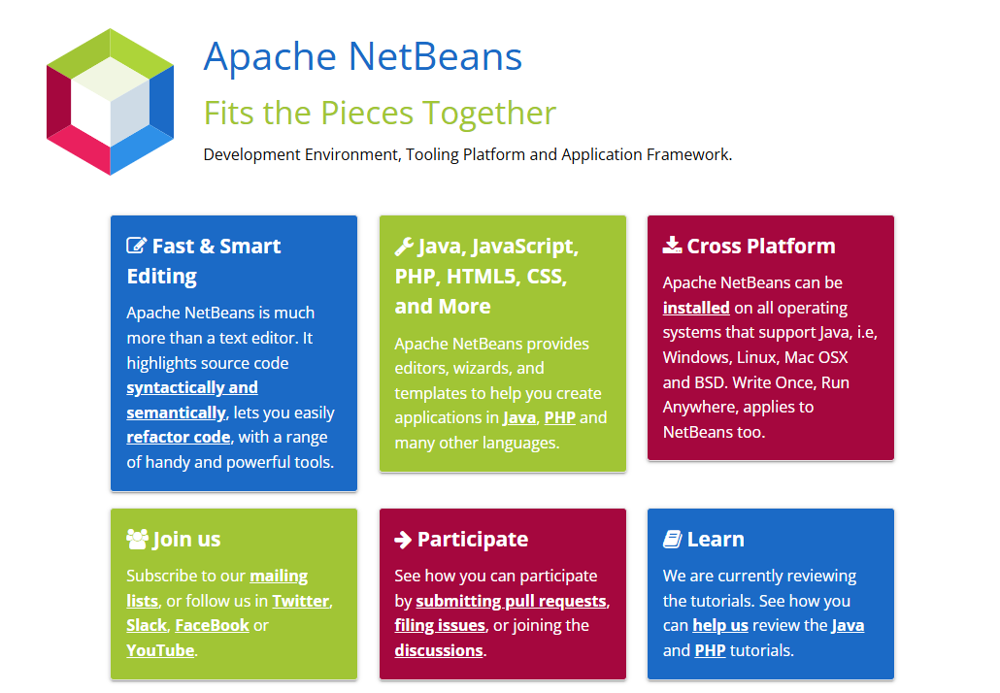 Apache NetBeans
Fits the Pieces Together
Development Environment, Tooling Platform and Application Framework.
Fast & Smart
Editing
Apache NetBeans is much
more than a text editor. It
highlights source code
syntactically and
semantically, lets you easily
refactor code, with a range
of handy and powerful tools.
Java, JavaScript,
PHP, HTML5, CSS,
and More
Apache NetBeans provides
editors, wizards, and
templates to help you create
applications in Java, PHP and
many other languages.
Cross Platform
Apache NetBeans can be
installed on all operating
systems that support Java, i.e,
Windows, Linux, Mac OSX
and BSD. Write Once, Run
Anywhere, applies to
NetBeans too.
Join us
Subscribe to our mailing
lists, or follow us in Twitter,
Slack, FaceBook or
YouTube.
Participate
See how you can participate
by submitting pull requests,
filing issues, or joining the
discussions.
Learn
We are currently reviewing
the tutorials. See how you
can help us review the Java
and PHP tutorials.